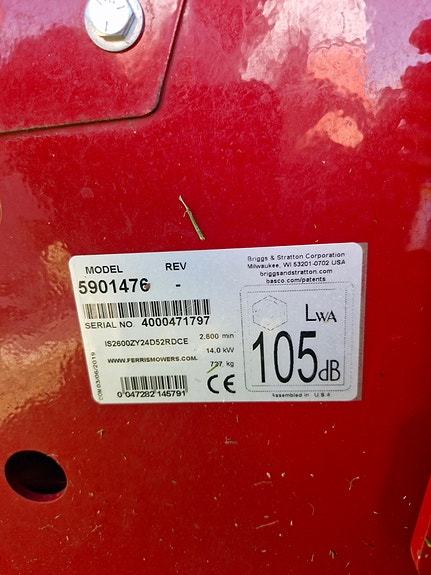 MODEL REV
5901476 -
SERIAL NO. 4000471797
IS2600ZY24D52RDCE
WWW.FERRISMOWERS.COM
2,600 min
14.0 kW
727 kg
CE
0 047282 145791
Briggs & Stratton Corporation
Milwaukee, WI 53201-0702 USA
briggsandstratton.com
basco.com/patents
LWA
105dB
Assembled in U.S.A